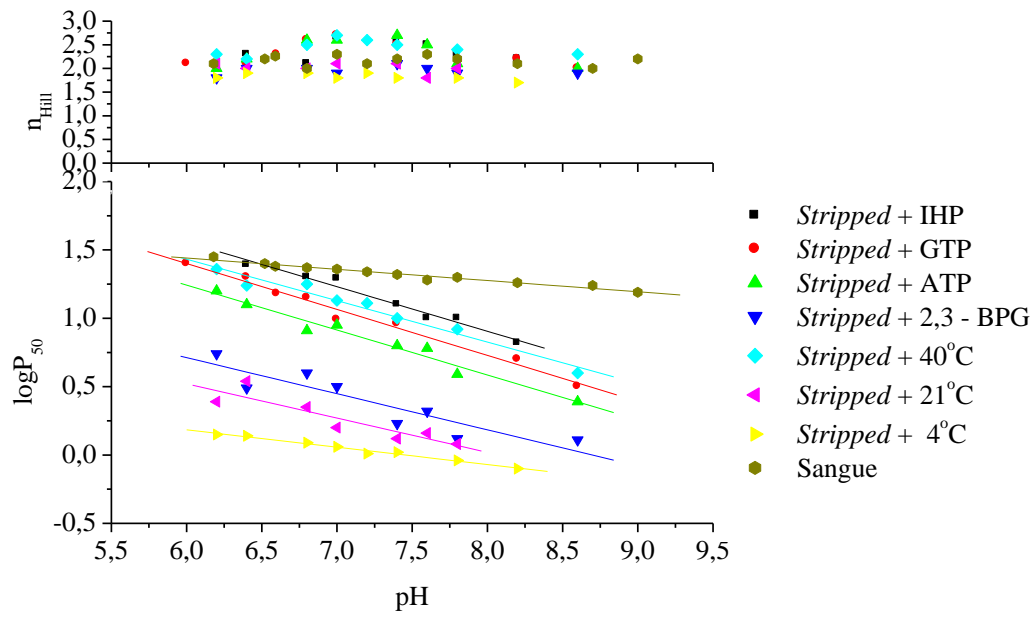 3,0
2,5
2,0
1,5
1,0
0,5
0,0
n_Hill
2,0
1,5
1,0
0,5
0,0
-0,5
logP_50
5,5 6,0 6,5 7,0 7,5 8,0 8,5 9,0 9,5
pH
Stripped + IHP
Stripped + GTP
Stripped + ATP
Stripped + 2,3 - BPG
Stripped + 40°C
Stripped + 21°C
Stripped + 4°C
Sangue